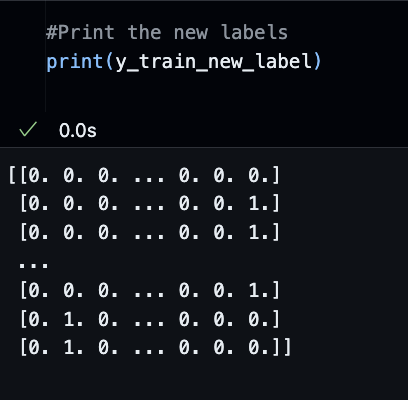 #Print the new labels
print(y_train_new_label)
0.0s
[[0. 0. 0. ... 0. 0. 0.]
[0. 0. 0. ... 0. 0. 1.]
[0. 0. 0. ... 0. 0. 1.]
...
[0. 0. 0. ... 0. 0. 1.]
[0. 1. 0. ... 0. 0. 0.]
[0. 1. 0. ... 0. 0. 0.]]